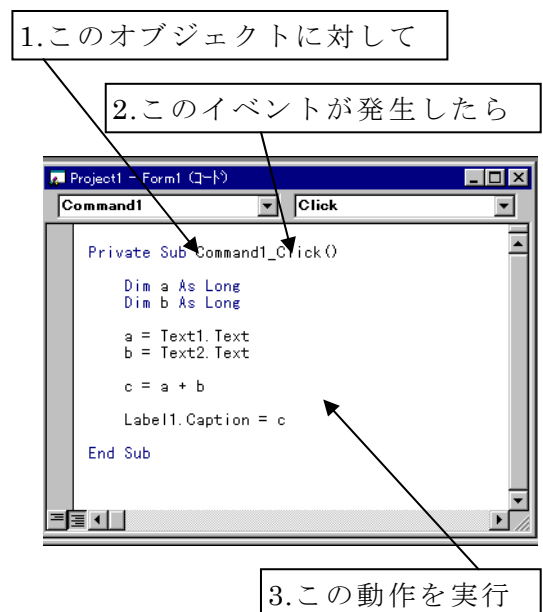 1.このオブジェクトに対して
2.このイベントが発生したら
Project1 - Form1 (コード)
Command1 Click
Private Sub Command1_Click()
Dim a As Long
Dim b As Long
a = Text1.Text
b = Text2.Text
c = a + b
Label1.Caption = c
End Sub
3.この動作を実行